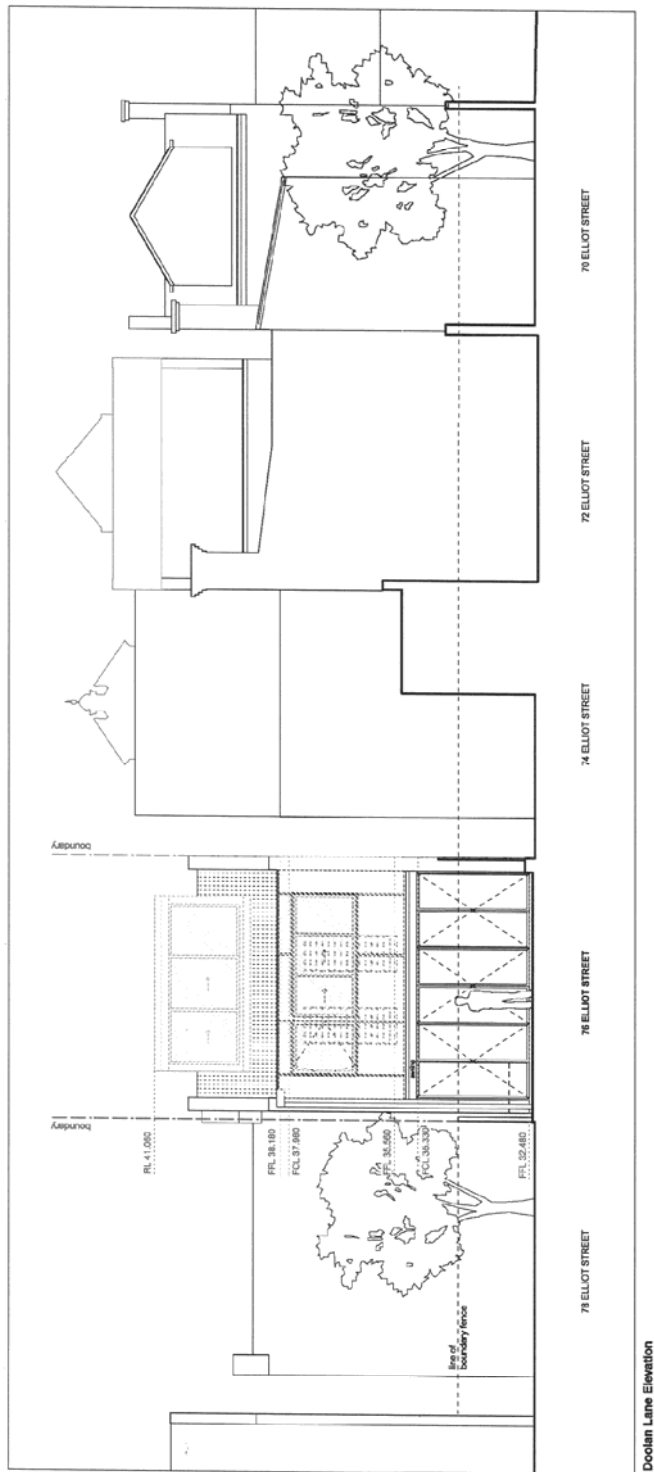 boundary
boundary
RL 41.060
FFL 38.180
FCL 37.980
FFL 35.560
FCL 35.330
FFL 32.480
line of
boundary fence
78 ELLIOT STREET
76 ELLIOT STREET
74 ELLIOT STREET
72 ELLIOT STREET
70 ELLIOT STREET
Doolan Lane Elevation